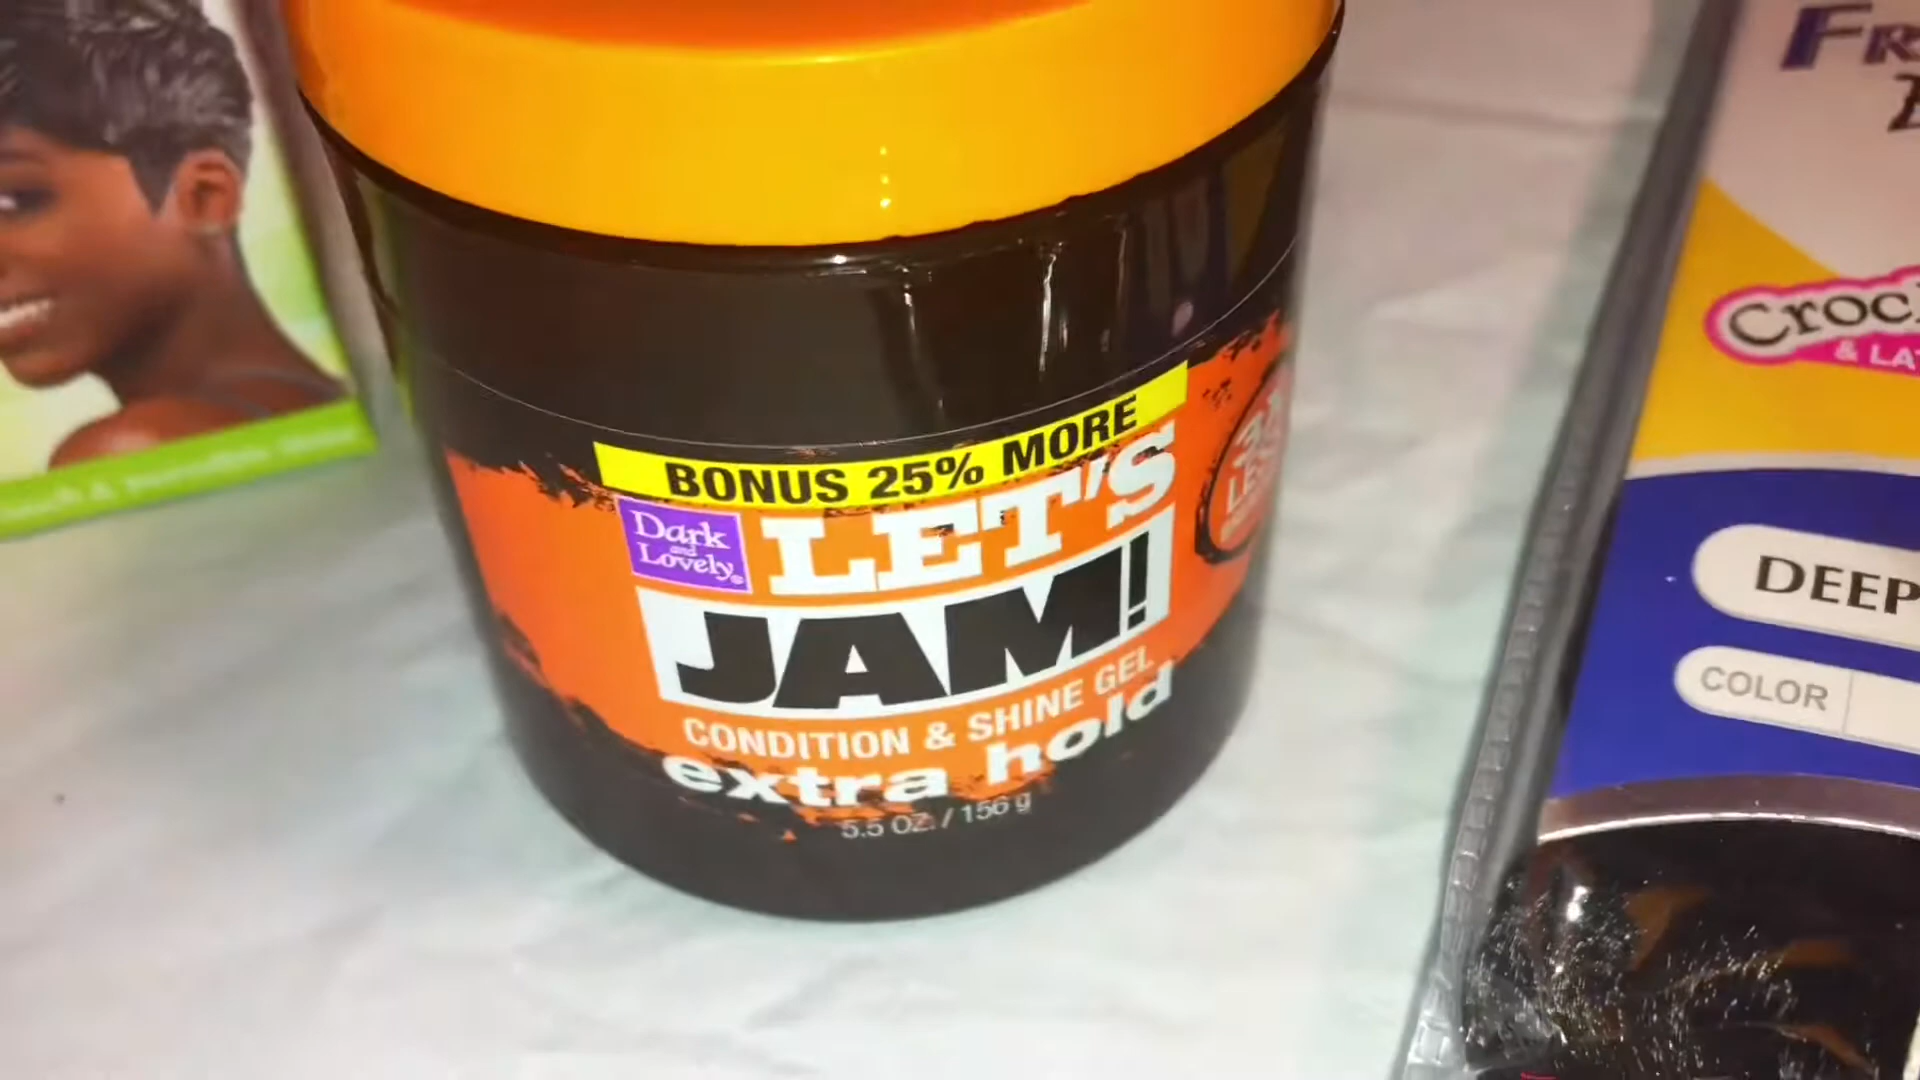 BONUS 25% MORE
Dark
and
Lovely®
LET'S
JAM!
CONDITION & SHINE GEL
extra hold
5.5 OZ. / 156 g
Croc
& LA
DEEP
COLOR